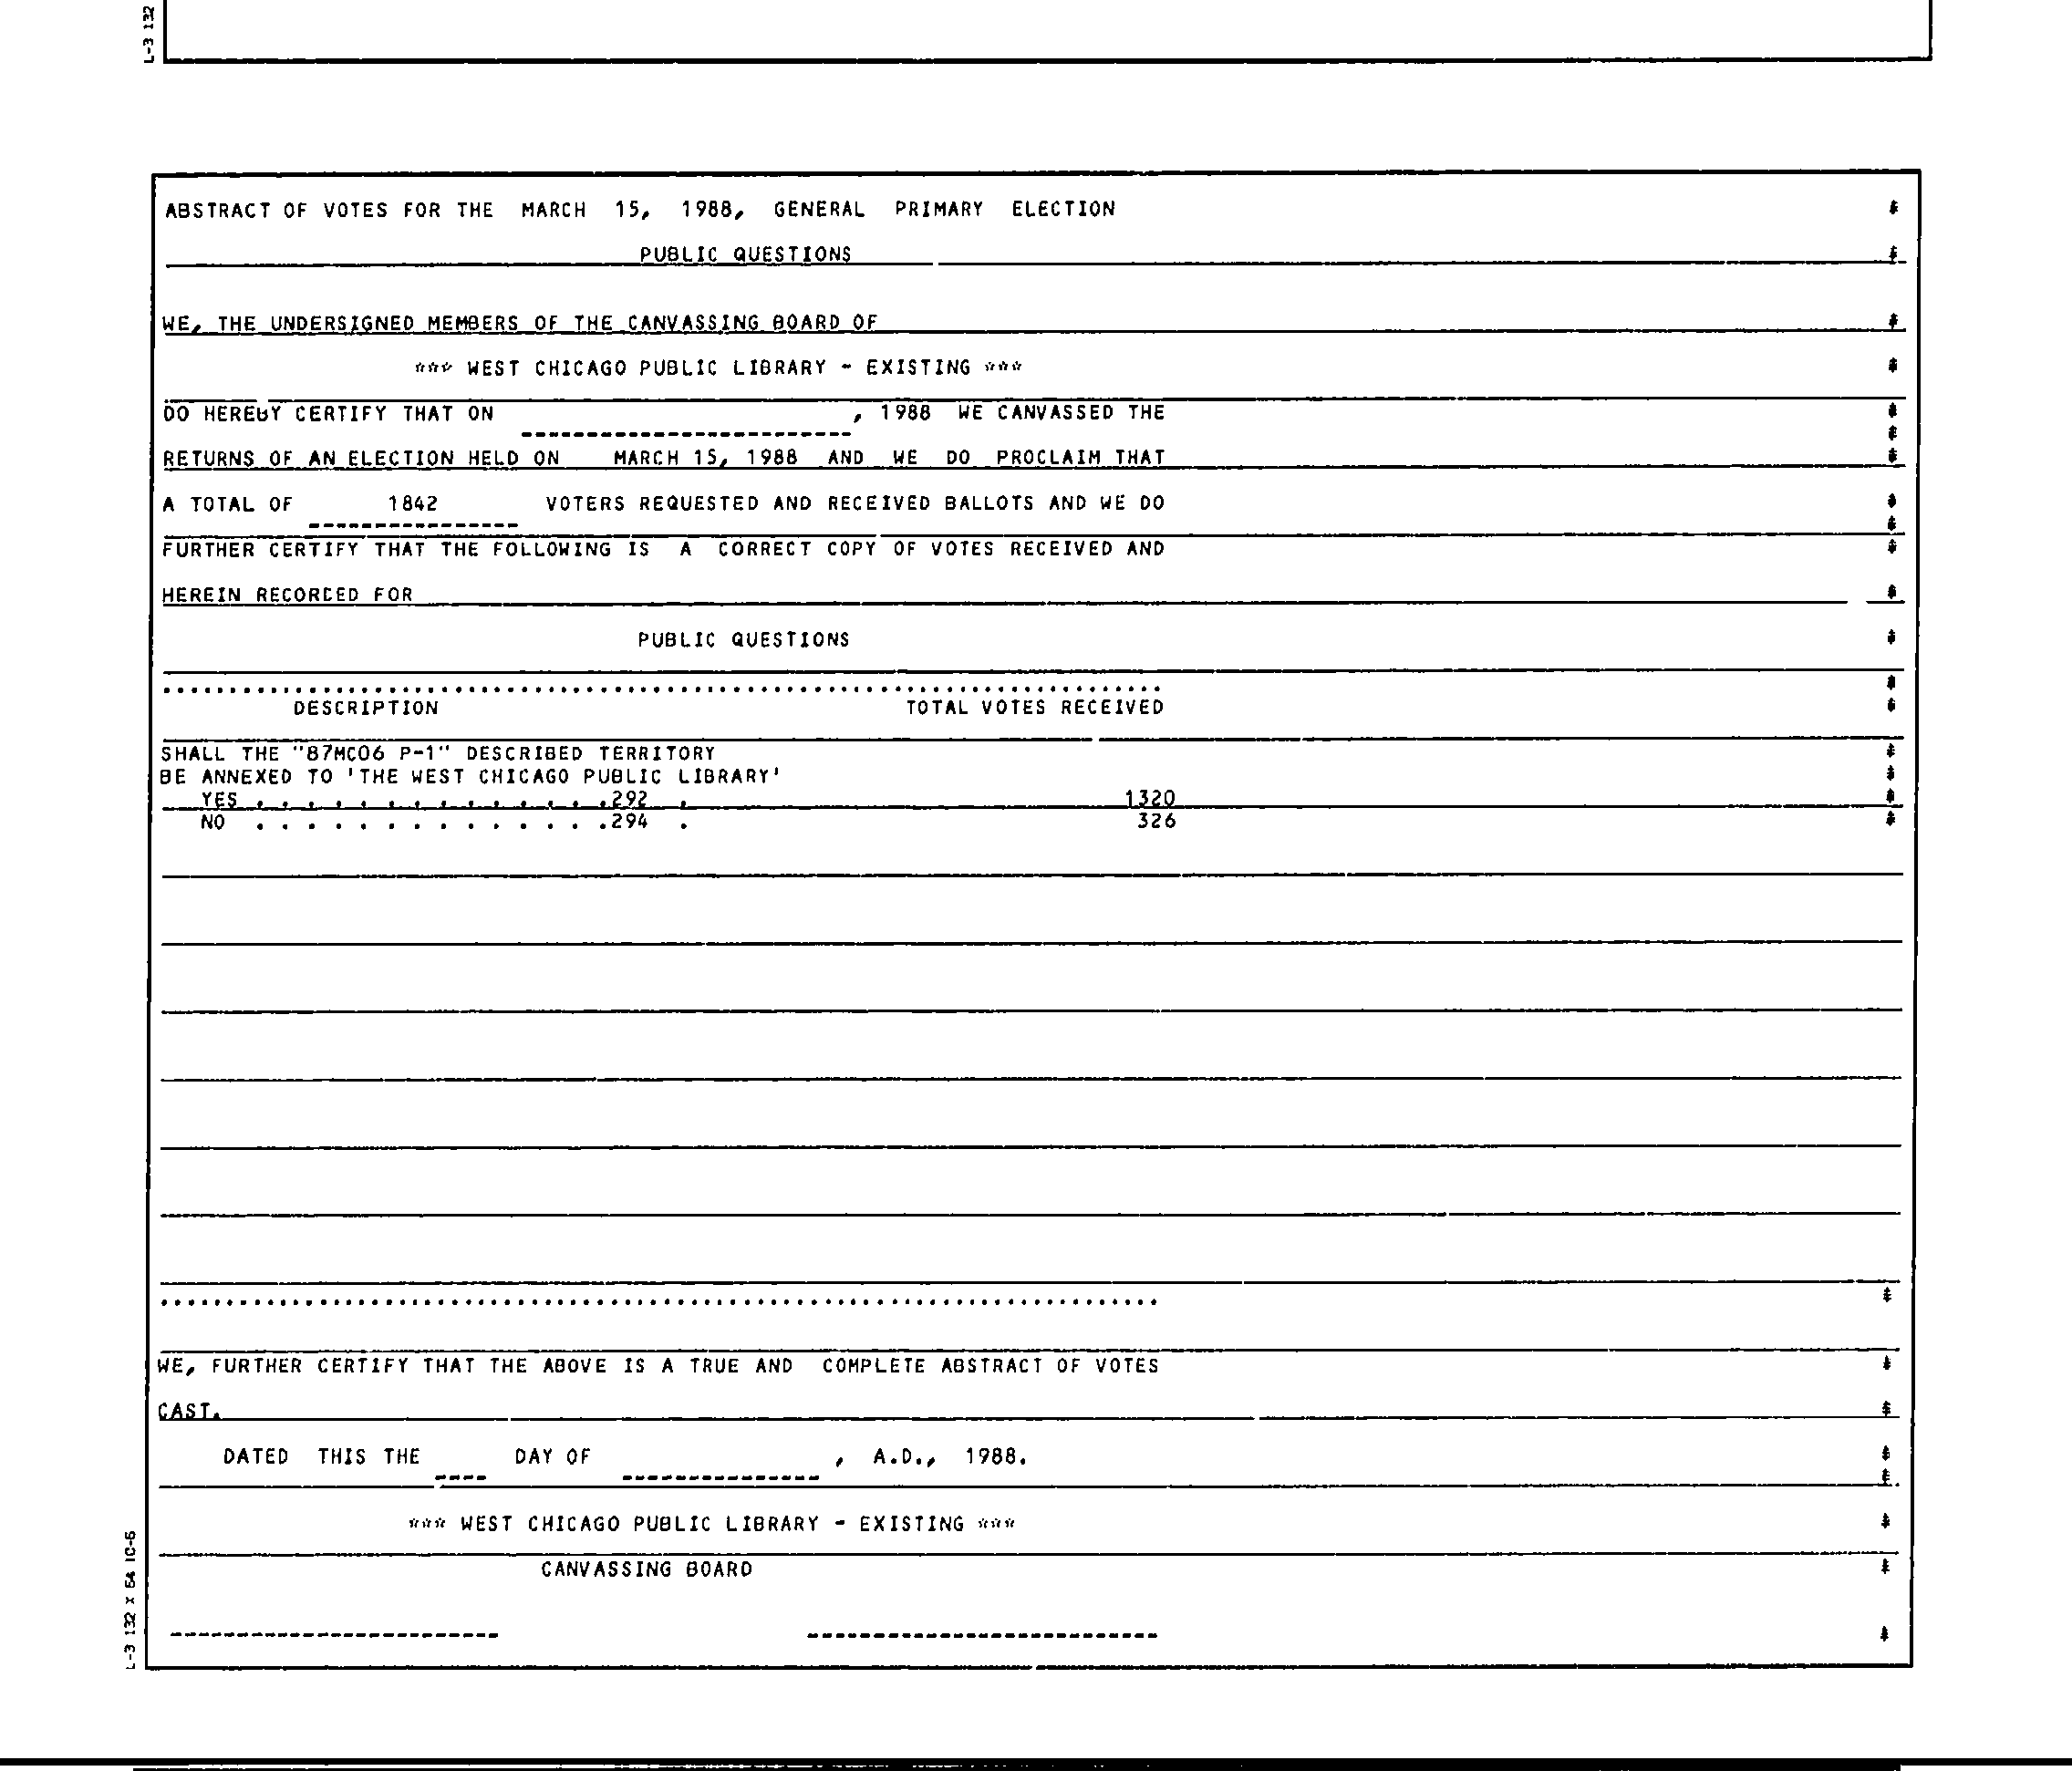 L-3 132
ABSTRACT OF VOTES FOR THE MARCH 15, 1988, GENERAL PRIMARY ELECTION
PUBLIC QUESTIONS
WE, THE UNDERSIGNED MEMBERS OF THE CANVASSING BOARD OF
*** WEST CHICAGO PUBLIC LIBRARY - EXISTING ***
DO HEREBY CERTIFY THAT ON , 1988 WE CANVASSED THE
RETURNS OF AN ELECTION HELD ON MARCH 15, 1988 AND WE DO PROCLAIM THAT
A TOTAL OF 1842 VOTERS REQUESTED AND RECEIVED BALLOTS AND WE DO
FURTHER CERTIFY THAT THE FOLLOWING IS A CORRECT COPY OF VOTES RECEIVED AND
HEREIN RECORCED FOR
PUBLIC QUESTIONS
DESCRIPTION TOTAL VOTES RECEIVED
SHALL THE "87MC06 P-1" DESCRIBED TERRITORY
BE ANNEXED TO 'THE WEST CHICAGO PUBLIC LIBRARY'
YES . . . . . . . . . . . . . .292 . 1320
NO . . . . . . . . . . . . . .294 . 326
WE, FURTHER CERTIFY THAT THE ABOVE IS A TRUE AND COMPLETE ABSTRACT OF VOTES
CAST.
DATED THIS THE ---- DAY OF --------------- , A.D., 1988.
*** WEST CHICAGO PUBLIC LIBRARY - EXISTING ***
CANVASSING BOARD
L-3 132 X 64 10-6